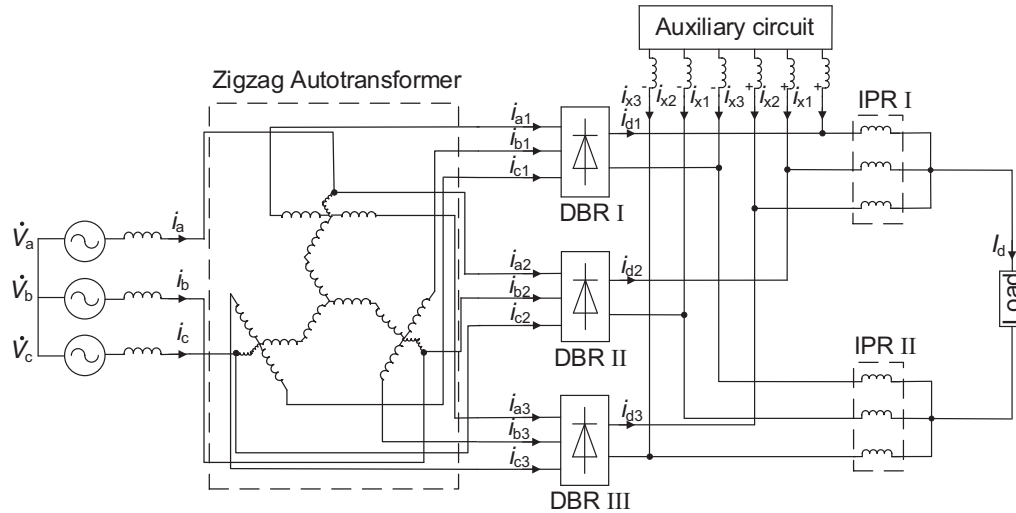 Auxiliary circuit
Zigzag Autotransformer
i_x3 - i_x2 - i_x1 - i_x3 + i_x2 + i_x1 +
IPR I
i_a1
i_b1
i_c1
i_d1
DBR I
V̇_a
V̇_b
V̇_c
i_a
i_b
i_c
i_a2
i_b2
i_c2
i_d2
DBR II
I_d
Load
IPR II
i_a3
i_b3
i_c3
i_d3
DBR III